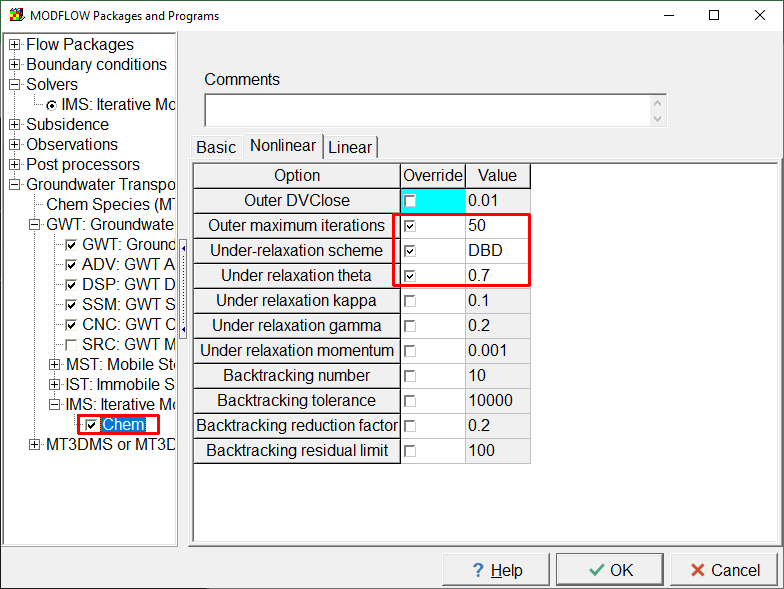 MODFLOW Packages and Programs
Flow Packages
Boundary conditions
Solvers
IMS: Iterative Mo
Subsidence
Observations
Post processors
Groundwater Transpo
Chem Species (MT
GWT: Groundwate
GWT: Ground
ADV: GWT A
DSP: GWT D
SSM: GWT S
CNC: GWT C
SRC: GWT M
MST: Mobile Sto
IST: Immobile S
IMS: Iterative Mo
Chem
MT3DMS or MT3D
Comments
Basic Nonlinear Linear
Option Override Value
Outer DVClose 0.01
Outer maximum iterations 50
Under-relaxation scheme DBD
Under relaxation theta 0.7
Under relaxation kappa 0.1
Under relaxation gamma 0.2
Under relaxation momentum 0.001
Backtracking number 10
Backtracking tolerance 10000
Backtracking reduction factor 0.2
Backtracking residual limit 100
? Help OK Cancel